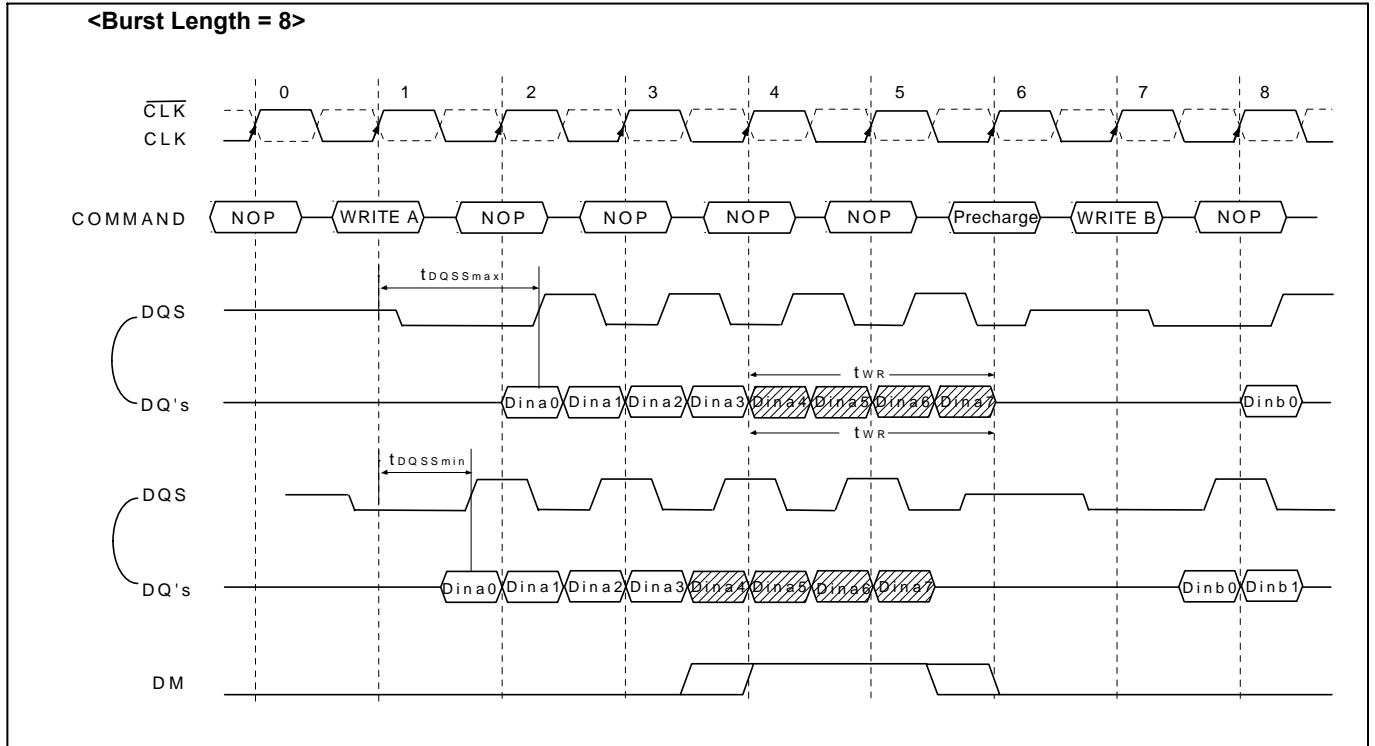 <Burst Length = 8>
0 1 2 3 4 5 6 7 8
CLK
CLK
COMMAND NOP WRITE A NOP NOP NOP NOP Precharge WRITE B NOP
tDQSSmax
DQS
tWR
DQ's Dina0 Dina1 Dina2 Dina3 Dina4 Dina5 Dina6 Dina7 Dinb0
tWR
tDQSSmin
DQS
DQ's Dina0 Dina1 Dina2 Dina3 Dina4 Dina5 Dina6 Dina7 Dinb0 Dinb1
DM